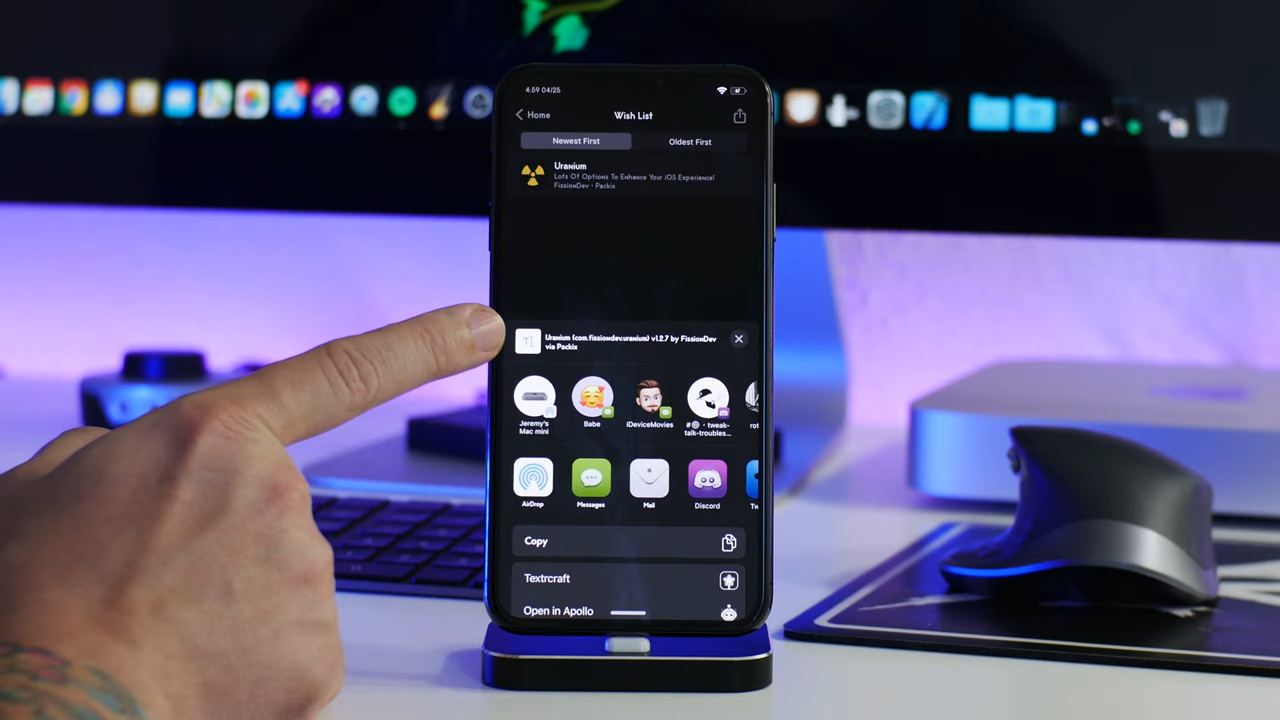 4:59 04/25
Home
Wish List
Newest First
Oldest First
Uranium
Lots Of Options To Enhance Your iOS Experience!
FissionDev • Packix
Uranium (com.fissiondev.uranium) v1.2.7 by FissionDev
via Packix
Jeremy's
Mac mini
Babe
iDeviceMovies
tweak-
talk-troubles...
AirDrop
Messages
Mail
Discord
Copy
Textrcraft
Open in Apollo